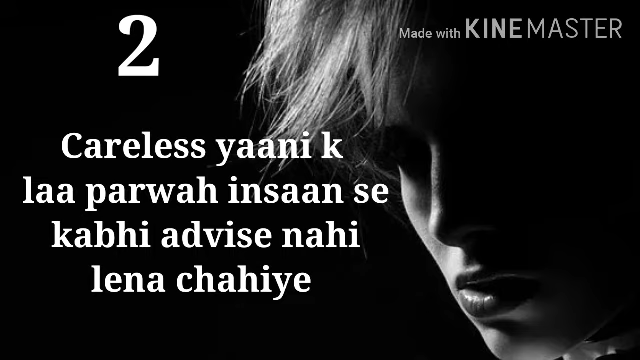 2
Made with KINEMASTER
Careless yaani k
laa parwah insaan se
kabhi advise nahi
lena chahiye